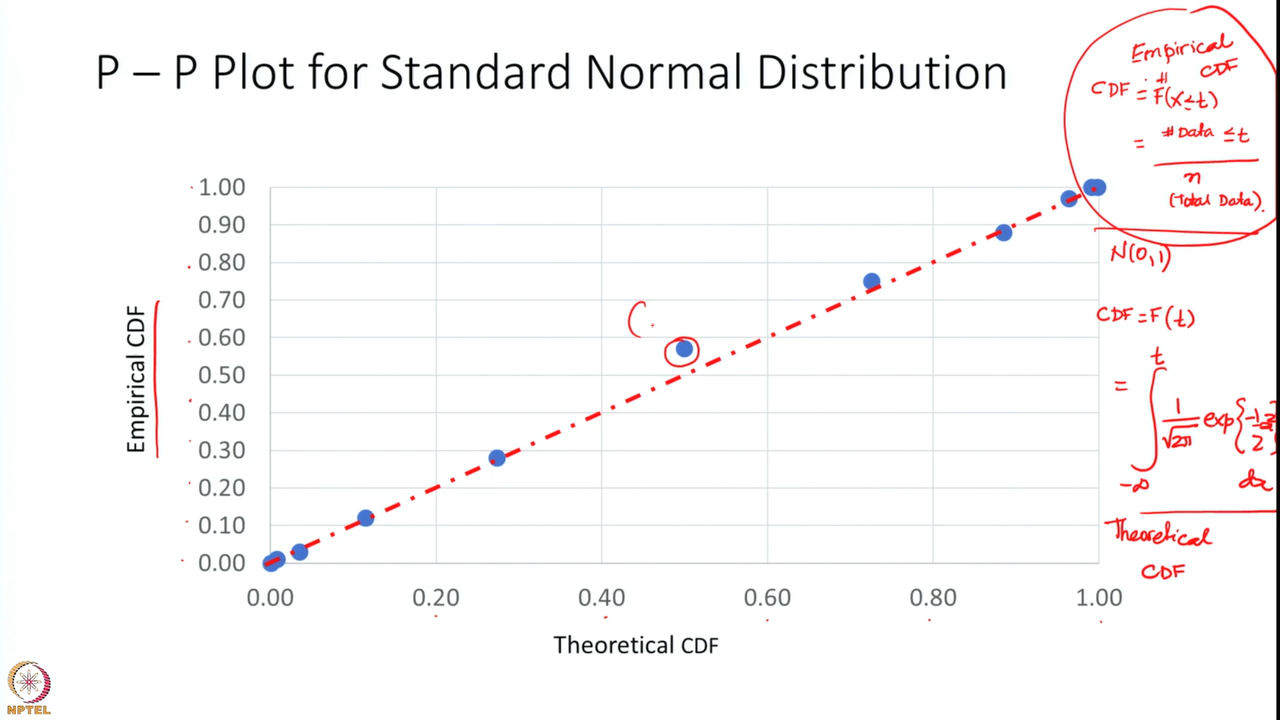 P – P Plot for Standard Normal Distribution
Empirical
CDF
#
CDF = F(x≤t)
= #Data ≤t
n
(Total Data).
N(0,1)
CDF = F(t)
t
= ∫ 1 exp{-1
√2π 2
-∞ dx
Theoretical
CDF
1.00
0.90
0.80
0.70
0.60
0.50
0.40
0.30
0.20
0.10
0.00
Empirical CDF
0.00 0.20 0.40 0.60 0.80 1.00
Theoretical CDF
NPTEL